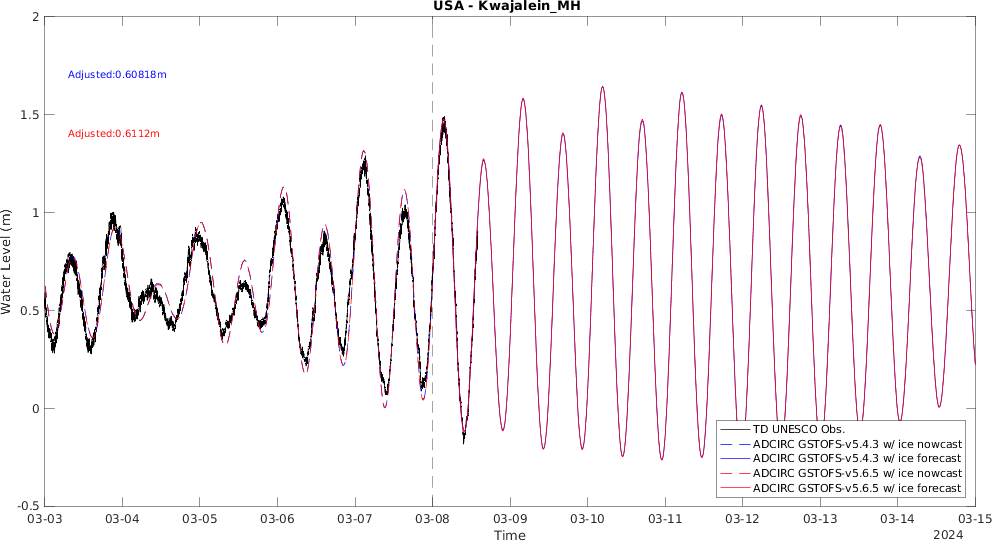 USA - Kwajalein_MH
2
1.5
1
0.5
0
-0.5
Water Level (m)
Adjusted:0.60818m
Adjusted:0.6112m
TD UNESCO Obs.
ADCIRC GSTOFS-v5.4.3 w/ ice nowcast
ADCIRC GSTOFS-v5.4.3 w/ ice forecast
ADCIRC GSTOFS-v5.6.5 w/ ice nowcast
ADCIRC GSTOFS-v5.6.5 w/ ice forecast
03-03 03-04 03-05 03-06 03-07 03-08 03-09 03-10 03-11 03-12 03-13 03-14 03-15
Time
2024